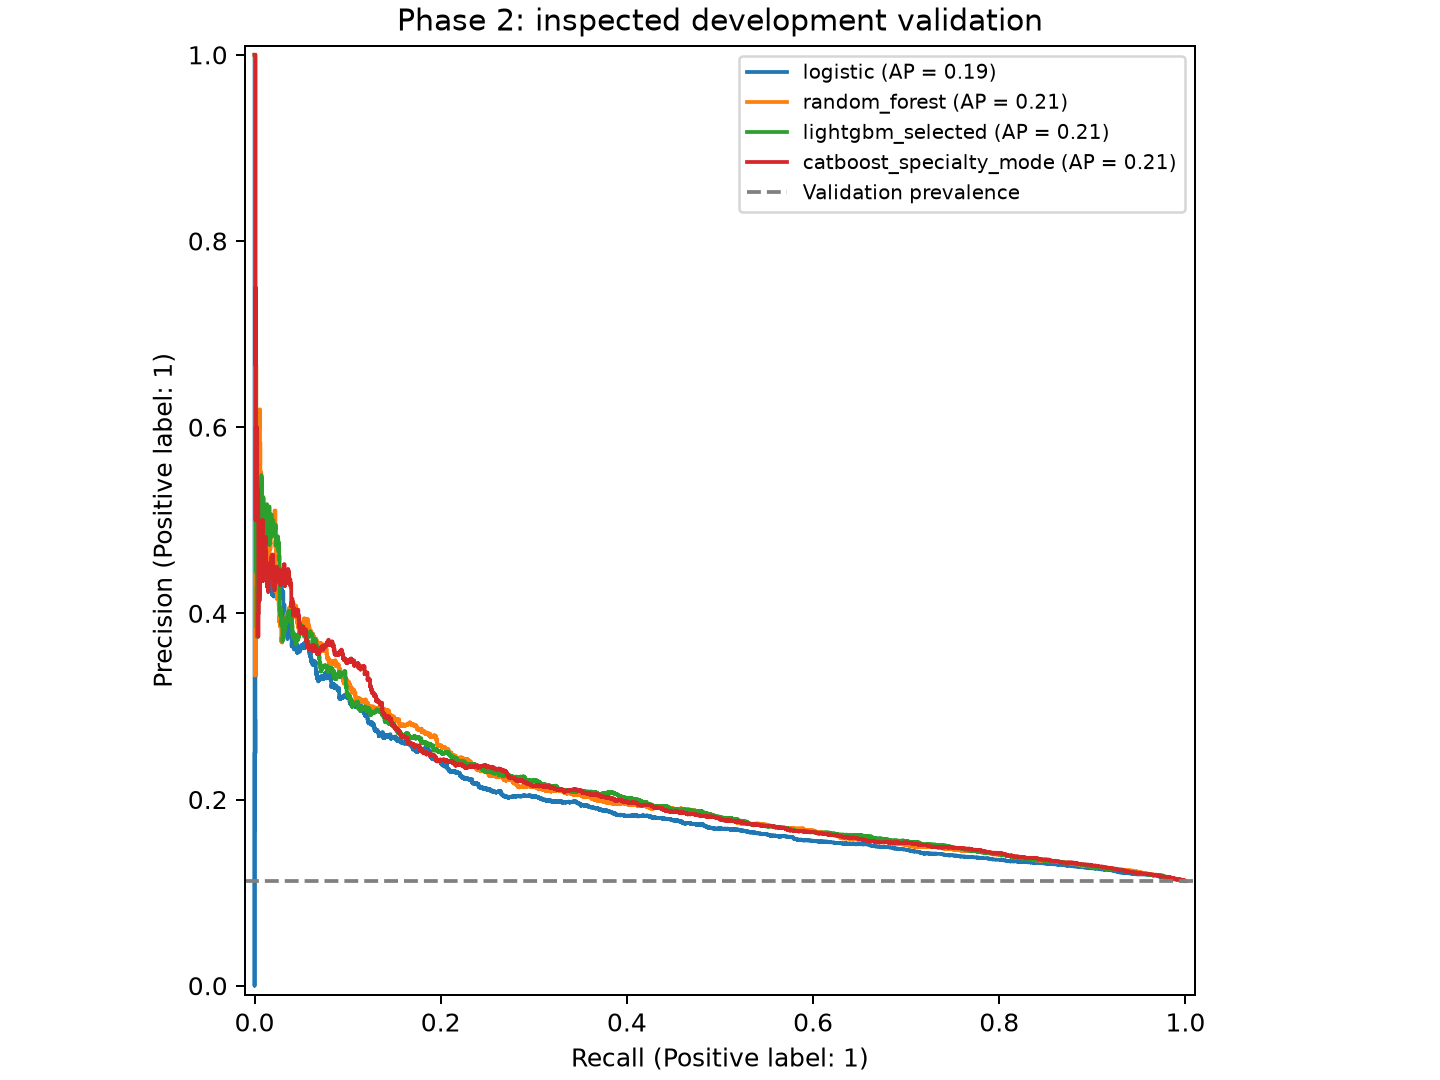 Phase 2: inspected development validation
logistic (AP = 0.19)
random_forest (AP = 0.21)
lightgbm_selected (AP = 0.21)
catboost_specialty_mode (AP = 0.21)
Validation prevalence
Precision (Positive label: 1)
1.0
0.8
0.6
0.4
0.2
0.0
0.0 0.2 0.4 0.6 0.8 1.0
Recall (Positive label: 1)